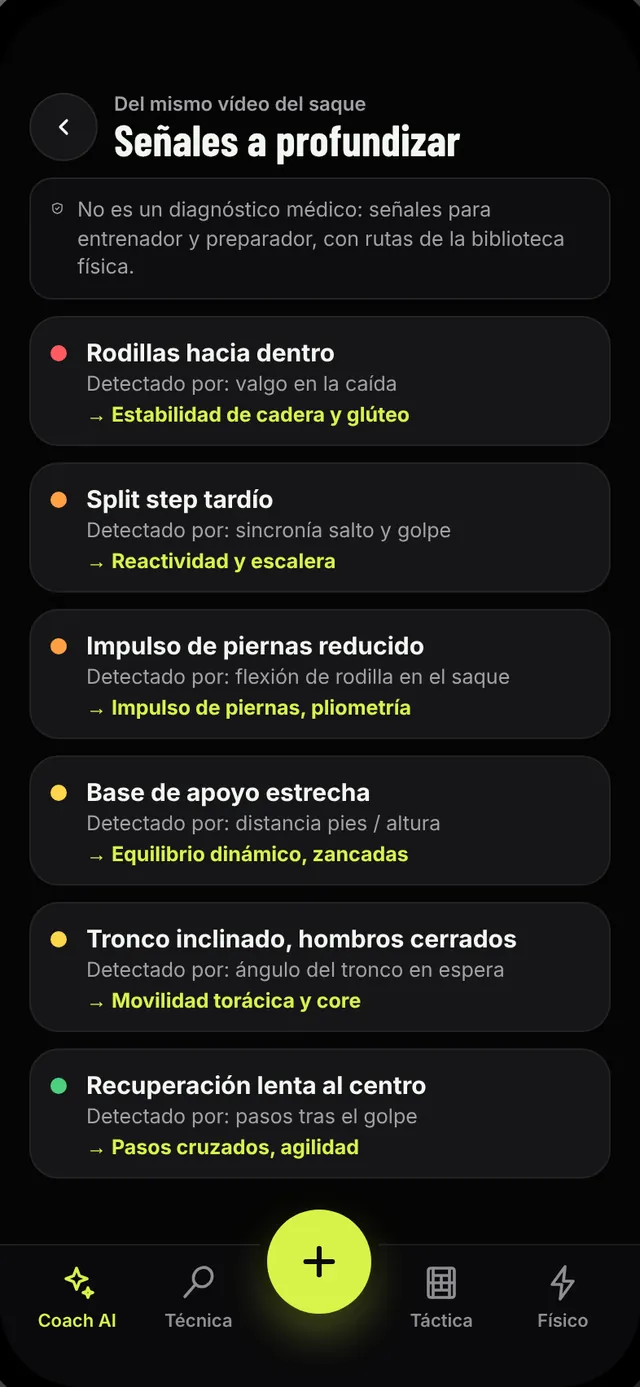 Del mismo vídeo del saque
Señales a profundizar
No es un diagnóstico médico: señales para
entrenador y preparador, con rutas de la biblioteca
física.
Rodillas hacia dentro
Detectado por: valgo en la caída
→ Estabilidad de cadera y glúteo
Split step tardío
Detectado por: sincronía salto y golpe
→ Reactividad y escalera
Impulso de piernas reducido
Detectado por: flexión de rodilla en el saque
→ Impulso de piernas, pliometría
Base de apoyo estrecha
Detectado por: distancia pies / altura
→ Equilibrio dinámico, zancadas
Tronco inclinado, hombros cerrados
Detectado por: ángulo del tronco en espera
→ Movilidad torácica y core
Recuperación lenta al centro
Detectado por: pasos tras el golpe
→ Pasos cruzados, agilidad
Coach AI
Técnica
Táctica
Físico